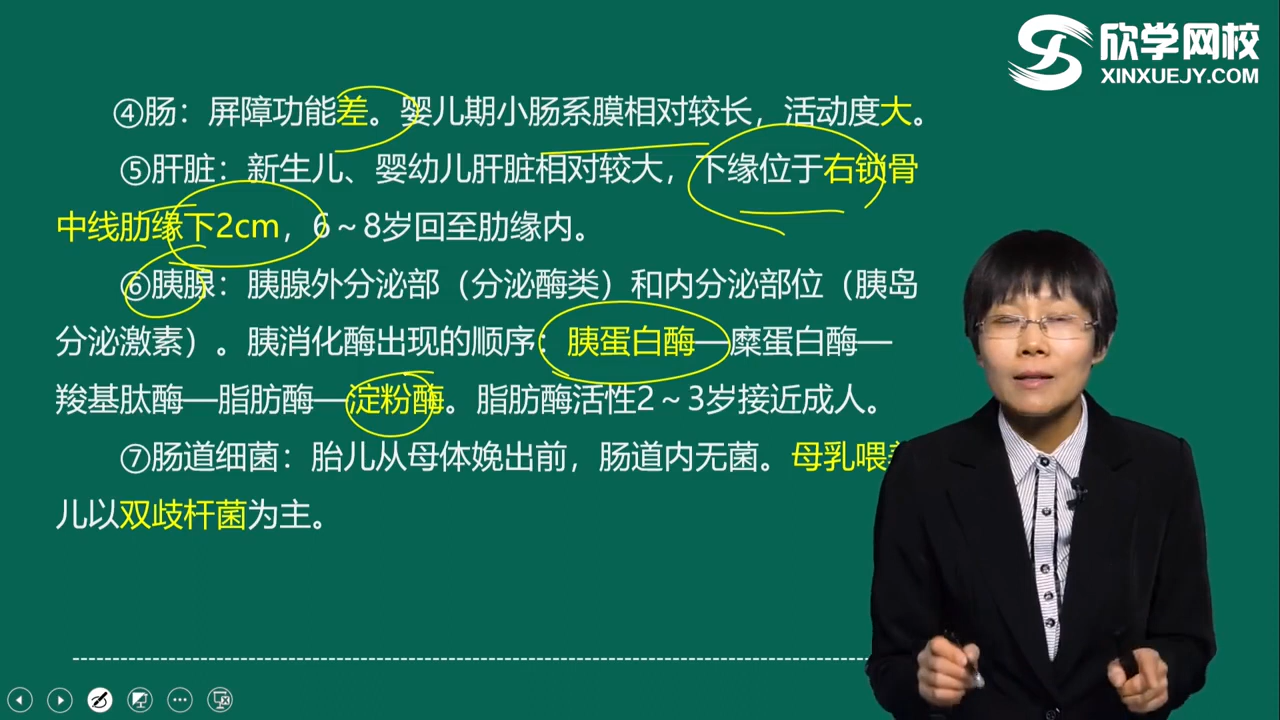 欣学网校
XINXUEJY.COM
④肠：屏障功能差。婴儿期小肠系膜相对较长，活动度大。
⑤肝脏：新生儿、婴幼儿肝脏相对较大，下缘位于右锁骨
中线肋缘下2cm，6～8岁回至肋缘内。
⑥胰腺：胰腺外分泌部（分泌酶类）和内分泌部位（胰岛
分泌激素）。胰消化酶出现的顺序：胰蛋白酶—糜蛋白酶—
羧基肽酶—脂肪酶—淀粉酶。脂肪酶活性2～3岁接近成人。
⑦肠道细菌：胎儿从母体娩出前，肠道内无菌。母乳喂
儿以双歧杆菌为主。